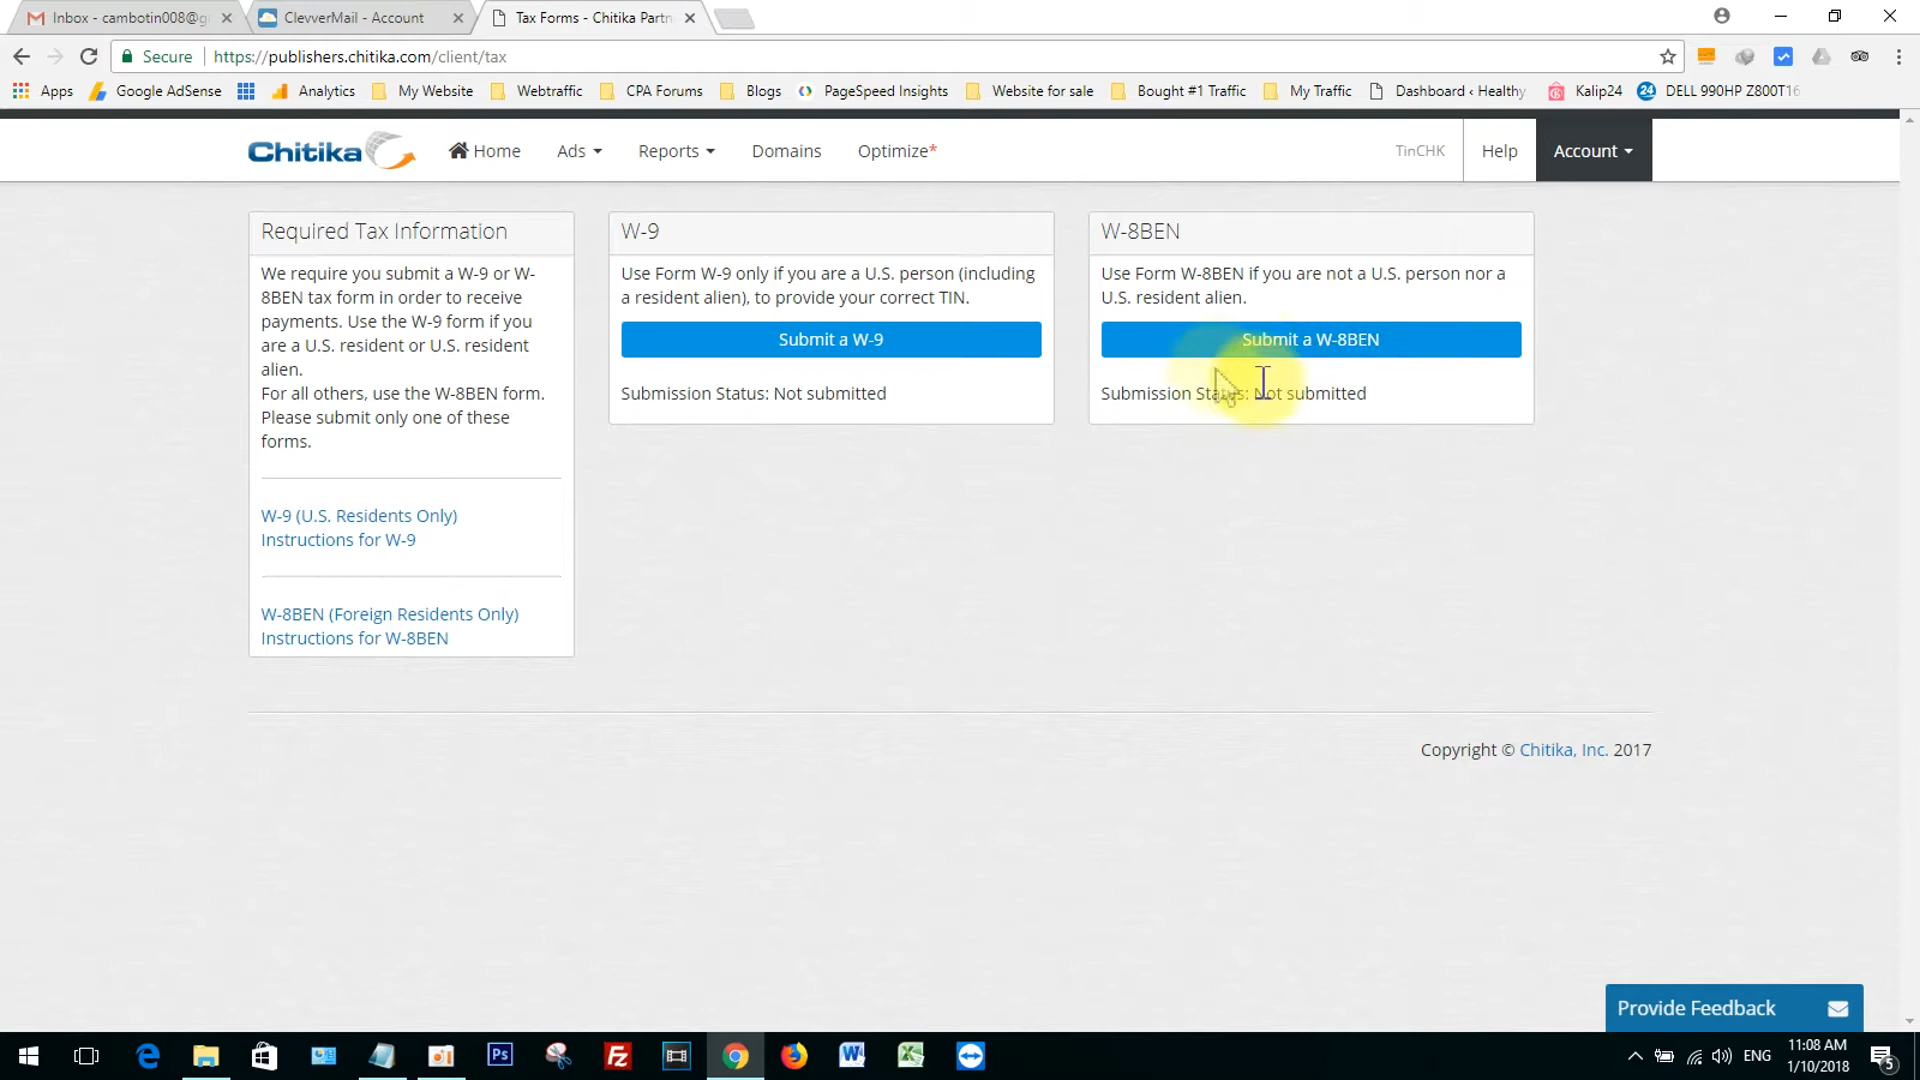 Inbox - cambotin008@g
ClevverMail - Account
Tax Forms - Chitika Partn
Secure
https://publishers.chitika.com/client/tax
Apps
Google AdSense
Analytics
My Website
Webtraffic
CPA Forums
Blogs
PageSpeed Insights
Website for sale
Bought #1 Traffic
My Traffic
Dashboard ‹ Healthy
Kalip24
24
DELL 990HP Z800T16
Chitika
Home
Ads
Reports
Domains
Optimize*
TinCHK
Help
Account
Required Tax Information
We require you submit a W-9 or W-
8BEN tax form in order to receive
payments. Use the W-9 form if you
are a U.S. resident or U.S. resident
alien.
For all others, use the W-8BEN form.
Please submit only one of these
forms.
W-9 (U.S. Residents Only)
Instructions for W-9
W-8BEN (Foreign Residents Only)
Instructions for W-8BEN
W-9
Use Form W-9 only if you are a U.S. person (including
a resident alien), to provide your correct TIN.
Submit a W-9
Submission Status: Not submitted
W-8BEN
Use Form W-8BEN if you are not a U.S. person nor a
U.S. resident alien.
Submit a W-8BEN
Submission Status: Not submitted
Copyright © Chitika, Inc. 2017
Provide Feedback
Ps
Fz
ENG
11:08 AM
1/10/2018
5